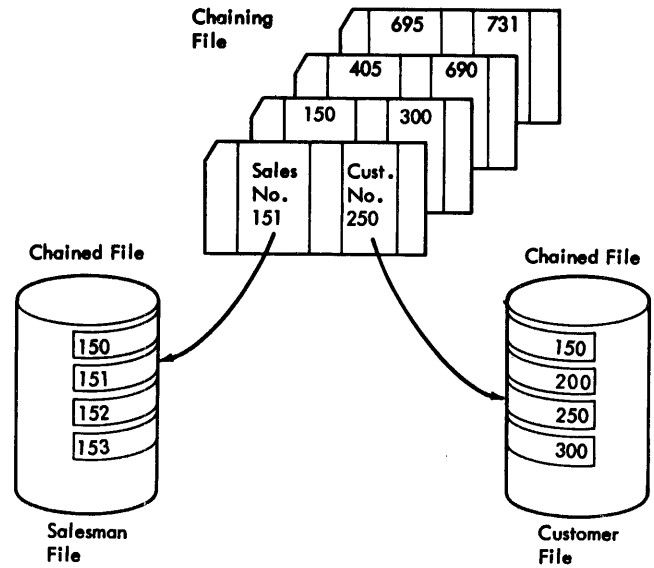 Chaining
File
695 731
405 690
150 300
Sales
No.
151
Cust.
No.
250
Chained File
150
151
152
153
Salesman
File
Chained File
150
200
250
300
Customer
File